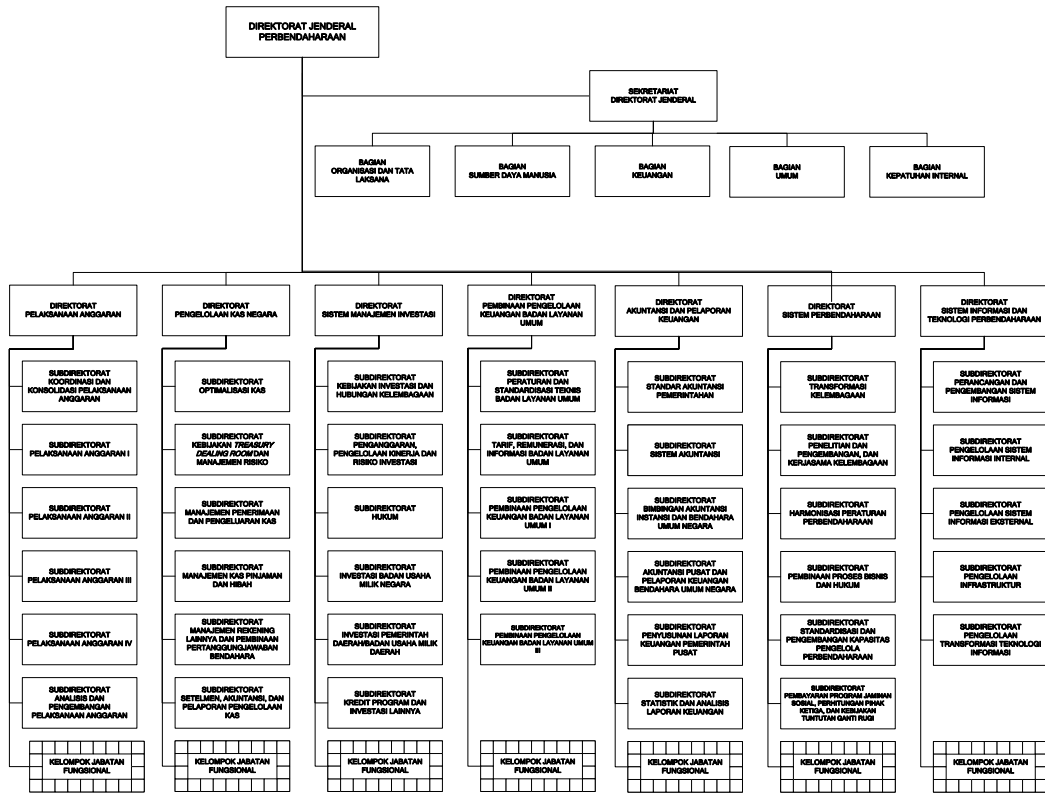 DIREKTORAT JENDERAL
PERBENDAHARAAN
SEKRETARIAT
DIREKTORAT JENDERAL
BAGIAN
ORGANISASI DAN TATA
LAKSANA
BAGIAN
SUMBER DAYA MANUSIA
BAGIAN
KEUANGAN
BAGIAN
UMUM
BAGIAN
KEPATUHAN INTERNAL
DIREKTORAT
PELAKSANAAN ANGGARAN
SUBDIREKTORAT
KOORDINASI DAN
KONSOLIDASI PELAKSANAAN
ANGGARAN
SUBDIREKTORAT
PELAKSANAAN ANGGARAN I
SUBDIREKTORAT
PELAKSANAAN ANGGARAN II
SUBDIREKTORAT
PELAKSANAAN ANGGARAN III
SUBDIREKTORAT
PELAKSANAAN ANGGARAN IV
SUBDIREKTORAT
ANALISIS DAN
PENGEMBANGAN
PELAKSANAAN ANGGARAN
KELOMPOK JABATAN
FUNGSIONAL
DIREKTORAT
PENGELOLAAN KAS NEGARA
SUBDIREKTORAT
OPTIMALISASI KAS
SUBDIREKTORAT
KEBIJAKAN TREASURY
DEALING ROOM DAN
MANAJEMEN RISIKO
SUBDIREKTORAT
MANAJEMEN PENERIMAAN
DAN PENGELUARAN KAS
SUBDIREKTORAT
MANAJEMEN KAS PINJAMAN
DAN HIBAH
SUBDIREKTORAT
MANAJEMEN REKENING
LAINNYA DAN PEMBINAAN
PERTANGGUNGJAWABAN
BENDAHARA
SUBDIREKTORAT
SETELMEN, AKUNTANSI, DAN
PELAPORAN PENGELOLAAN
KAS
KELOMPOK JABATAN
FUNGSIONAL
DIREKTORAT
SISTEM MANAJEMEN INVESTASI
SUBDIREKTORAT
KEBIJAKAN INVESTASI DAN
HUBUNGAN KELEMBAGAAN
SUBDIREKTORAT
PENGANGGARAN,
PENGELOLAAN KINERJA DAN
RISIKO INVESTASI
SUBDIREKTORAT
HUKUM
SUBDIREKTORAT
INVESTASI BADAN USAHA
MILIK NEGARA
SUBDIREKTORAT
INVESTASI PEMERINTAH
DAERAH/BADAN USAHA MILIK
DAERAH
SUBDIREKTORAT
KREDIT PROGRAM DAN
INVESTASI LAINNYA
KELOMPOK JABATAN
FUNGSIONAL
DIREKTORAT
PEMBINAAN PENGELOLAAN
KEUANGAN BADAN LAYANAN
UMUM
SUBDIREKTORAT
PERATURAN DAN
STANDARDISASI TEKNIS
BADAN LAYANAN UMUM
SUBDIREKTORAT
TARIF, REMUNERASI, DAN
INFORMASI BADAN LAYANAN
UMUM
SUBDIREKTORAT
PEMBINAAN PENGELOLAAN
KEUANGAN BADAN LAYANAN
UMUM I
SUBDIREKTORAT
PEMBINAAN PENGELOLAAN
KEUANGAN BADAN LAYANAN
UMUM II
SUBDIREKTORAT
PEMBINAAN PENGELOLAAN
KEUANGAN BADAN LAYANAN UMUM
III
KELOMPOK JABATAN
FUNGSIONAL
DIREKTORAT
AKUNTANSI DAN PELAPORAN
KEUANGAN
SUBDIREKTORAT
STANDAR AKUNTANSI
PEMERINTAHAN
SUBDIREKTORAT
SISTEM AKUNTANSI
SUBDIREKTORAT
BIMBINGAN AKUNTANSI
INSTANSI DAN BENDAHARA
UMUM NEGARA
SUBDIREKTORAT
AKUNTANSI PUSAT DAN
PELAPORAN KEUANGAN
BENDAHARA UMUM NEGARA
SUBDIREKTORAT
PENYUSUNAN LAPORAN
KEUANGAN PEMERINTAH
PUSAT
SUBDIREKTORAT
STATISTIK DAN ANALISIS
LAPORAN KEUANGAN
KELOMPOK JABATAN
FUNGSIONAL
DIREKTORAT
SISTEM PERBENDAHARAAN
SUBDIREKTORAT
TRANSFORMASI
KELEMBAGAAN
SUBDIREKTORAT
PENELITIAN DAN
PENGEMBANGAN, DAN
KERJASAMA KELEMBAGAAN
SUBDIREKTORAT
HARMONISASI PERATURAN
PERBENDAHARAAN
SUBDIREKTORAT
PEMBINAAN PROSES BISNIS
DAN HUKUM
SUBDIREKTORAT
STANDARDISASI DAN
PENGEMBANGAN KAPASITAS
PENGELOLA
PERBENDAHARAAN
SUBDIREKTORAT
PEMBAYARAN PROGRAM JAMINAN
SOSIAL, PERHITUNGAN PIHAK
KETIGA, DAN KEBIJAKAN
TUNTUTAN GANTI RUGI
KELOMPOK JABATAN
FUNGSIONAL
DIREKTORAT
SISTEM INFORMASI DAN
TEKNOLOGI PERBENDAHARAAN
SUBDIREKTORAT
PERANCANGAN DAN
PENGEMBANGAN SISTEM
INFORMASI
SUBDIREKTORAT
PENGELOLAAN SISTEM
INFORMASI INTERNAL
SUBDIREKTORAT
PENGELOLAAN SISTEM
INFORMASI EKSTERNAL
SUBDIREKTORAT
PENGELOLAAN
INFRASTRUKTUR
SUBDIREKTORAT
PENGELOLAAN
TRANSFORMASI TEKNOLOGI
INFORMASI
KELOMPOK JABATAN
FUNGSIONAL